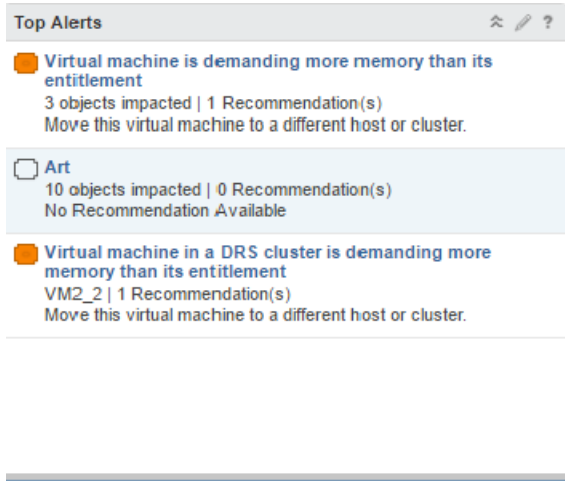 Top Alerts ?
Virtual machine is demanding more memory than its
entitlement
3 objects impacted | 1 Recommendation(s)
Move this virtual machine to a different host or cluster.
Art
10 objects impacted | 0 Recommendation(s)
No Recommendation Available
Virtual machine in a DRS cluster is demanding more
memory than its entitlement
VM2_2 | 1 Recommendation(s)
Move this virtual machine to a different host or cluster.